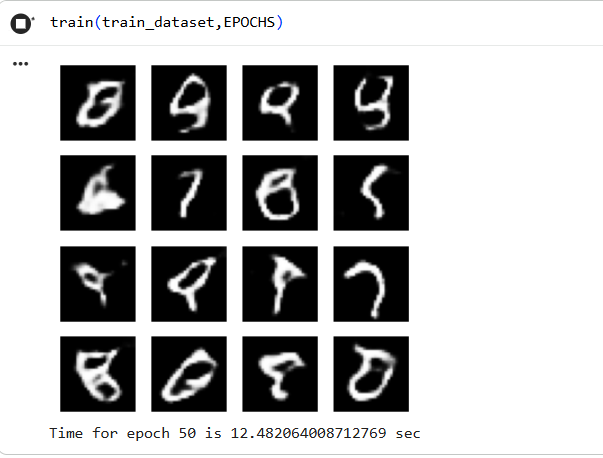 train(train_dataset,EPOCHS)
Time for epoch 50 is 12.482064008712769 sec